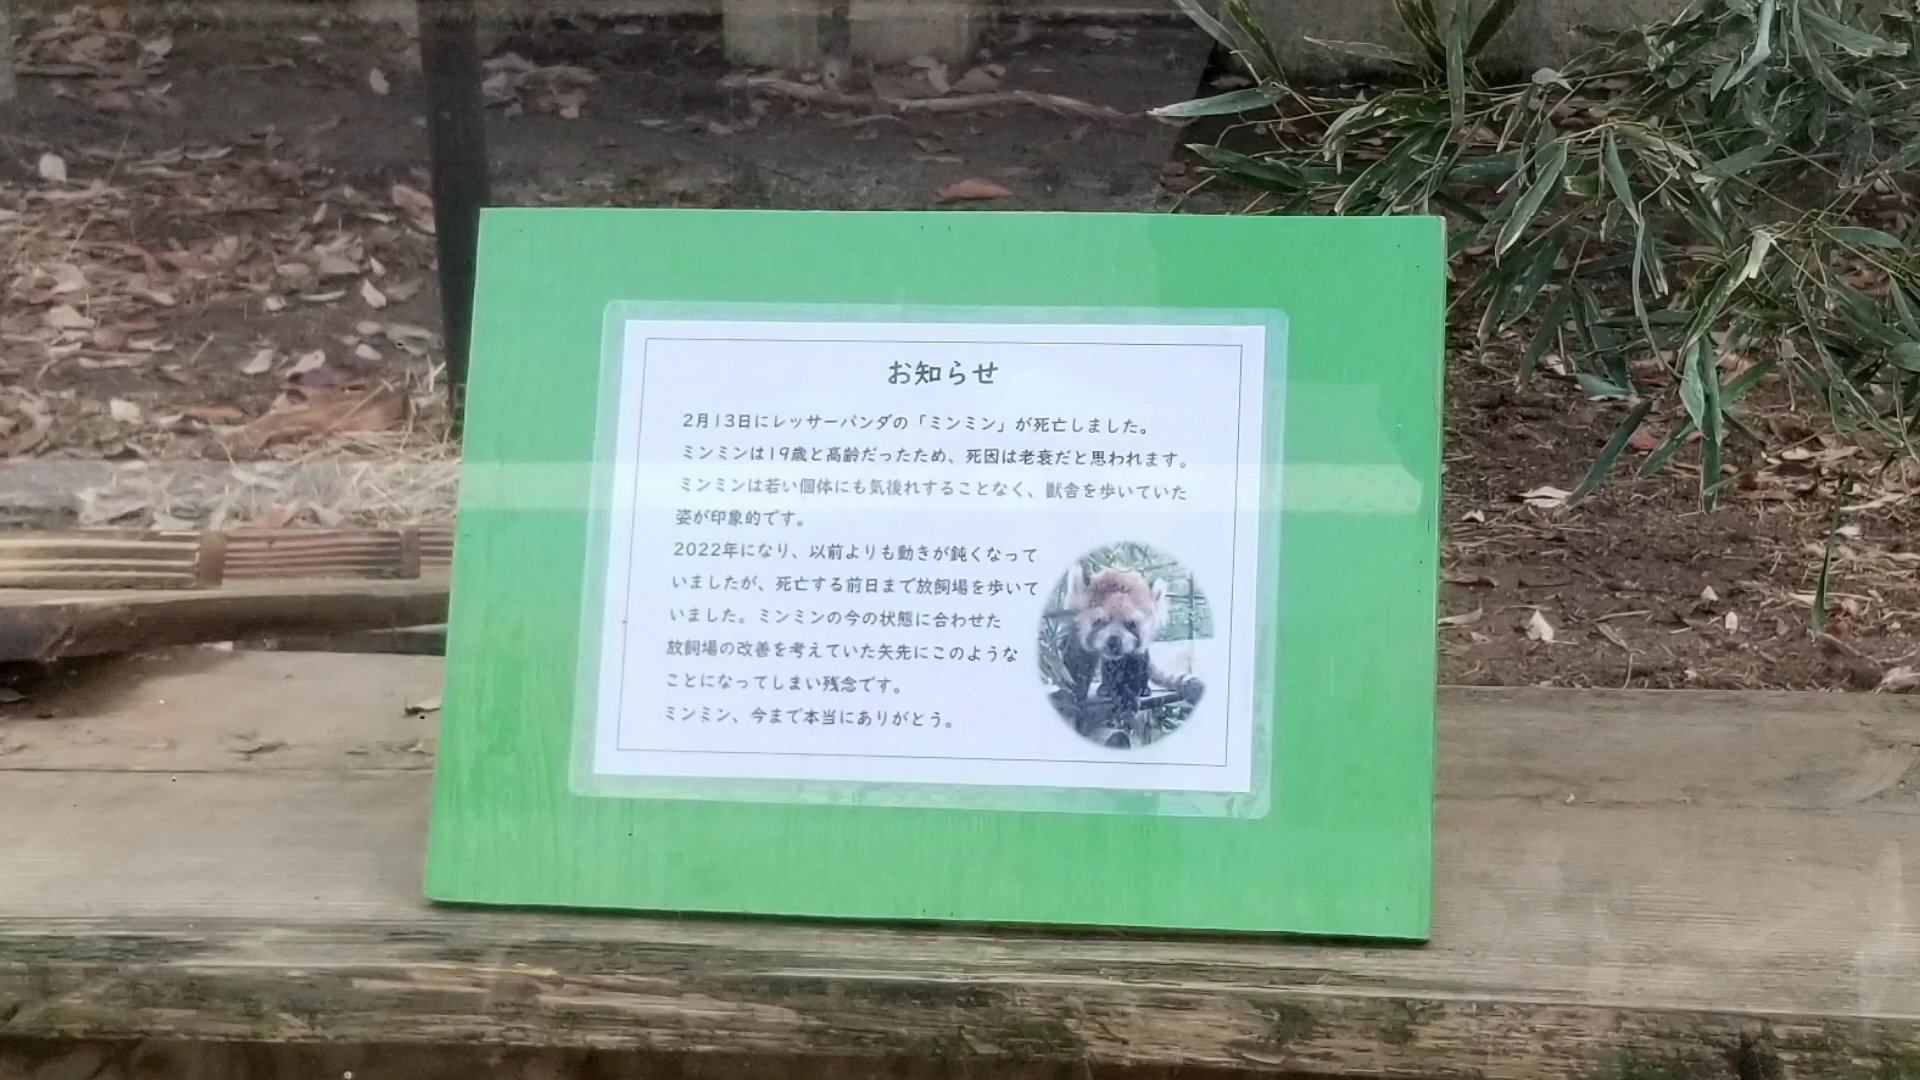 お知らせ
2月13日にレッサーパンダの「ミンミン」が死亡しました。
ミンミンは19歳と高齢だったため、死因は老衰だと思われます。
ミンミンは若い個体にも気後れすることなく、獣舎を歩いていた
姿が印象的です。
2022年になり、以前よりも動きが鈍くなって
いましたが、死亡する前日まで放飼場を歩いて
いました。ミンミンの今の状態に合わせた
放飼場の改善を考えていた矢先にこのような
ことになってしまい残念です。
ミンミン、今まで本当にありがとう。